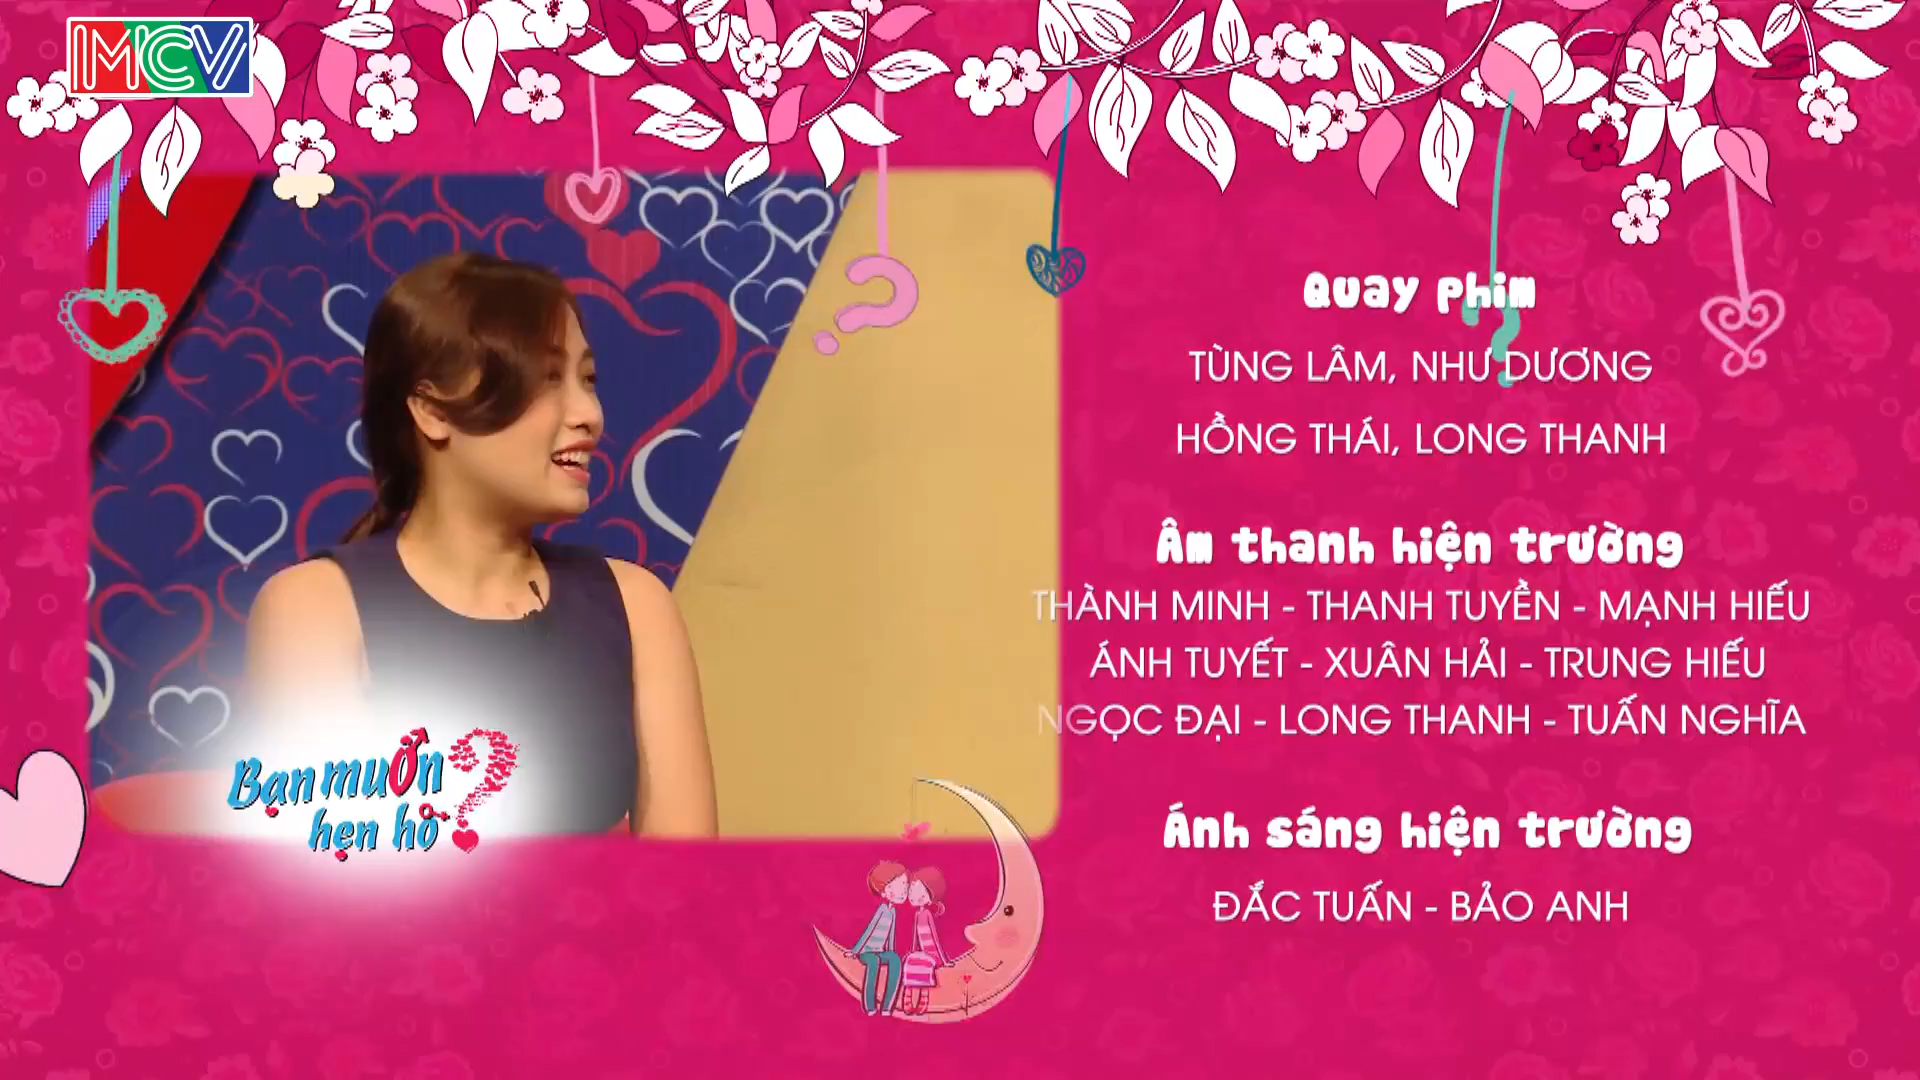 MCV
Quay phim
TÙNG LÂM, NHƯ DƯƠNG
HỒNG THÁI, LONG THANH
Âm thanh hiện trường
THÀNH MINH - THANH TUYỀN - MẠNH HIẾU
ÁNH TUYẾT - XUÂN HẢI - TRUNG HIẾU
NGỌC ĐẠI - LONG THANH - TUẤN NGHĨA
Ánh sáng hiện trường
ĐẮC TUẤN - BẢO ANH
Bạn muốn
hẹn hò ?